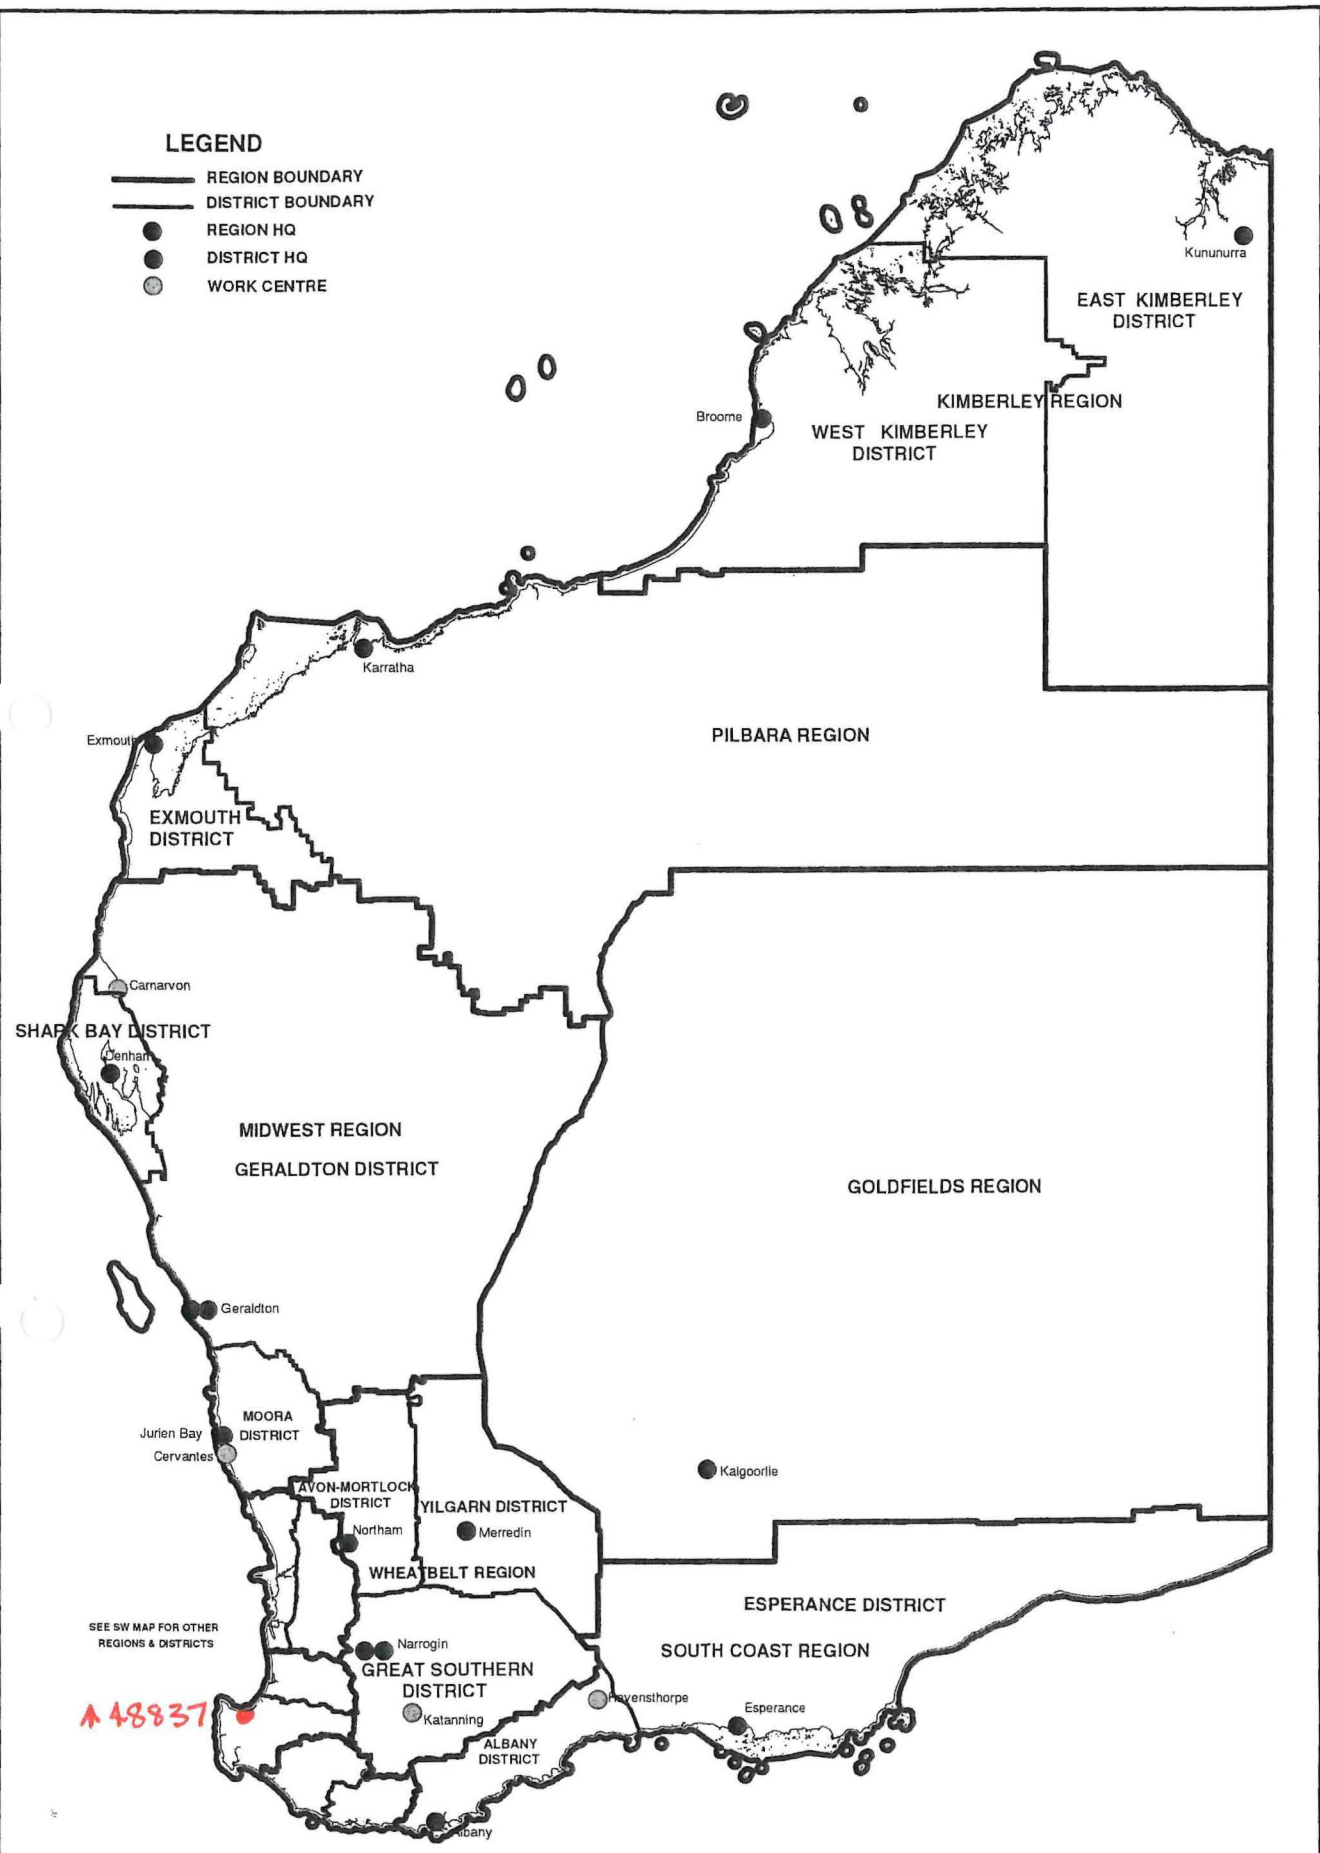 LEGEND
REGION BOUNDARY
DISTRICT BOUNDARY
REGION HQ
DISTRICT HQ
WORK CENTRE
Kununurra
EAST KIMBERLEY
DISTRICT
KIMBERLEY REGION
Broome
WEST KIMBERLEY
DISTRICT
Karratha
PILBARA REGION
Exmouth
EXMOUTH
DISTRICT
Carnarvon
SHARK BAY DISTRICT
Denham
MIDWEST REGION
GERALDTON DISTRICT
GOLDFIELDS REGION
Geraldton
MOORA
DISTRICT
Jurien Bay
Cervantes
Kalgoorlie
AVON-MORTLOCK
DISTRICT
YILGARN DISTRICT
Northam
Merredin
WHEATBELT REGION
ESPERANCE DISTRICT
SEE SW MAP FOR OTHER
REGIONS & DISTRICTS
Narrogin
SOUTH COAST REGION
GREAT SOUTHERN
DISTRICT
Ravensthorpe
A 48837
Katanning
Esperance
ALBANY
DISTRICT
Albany